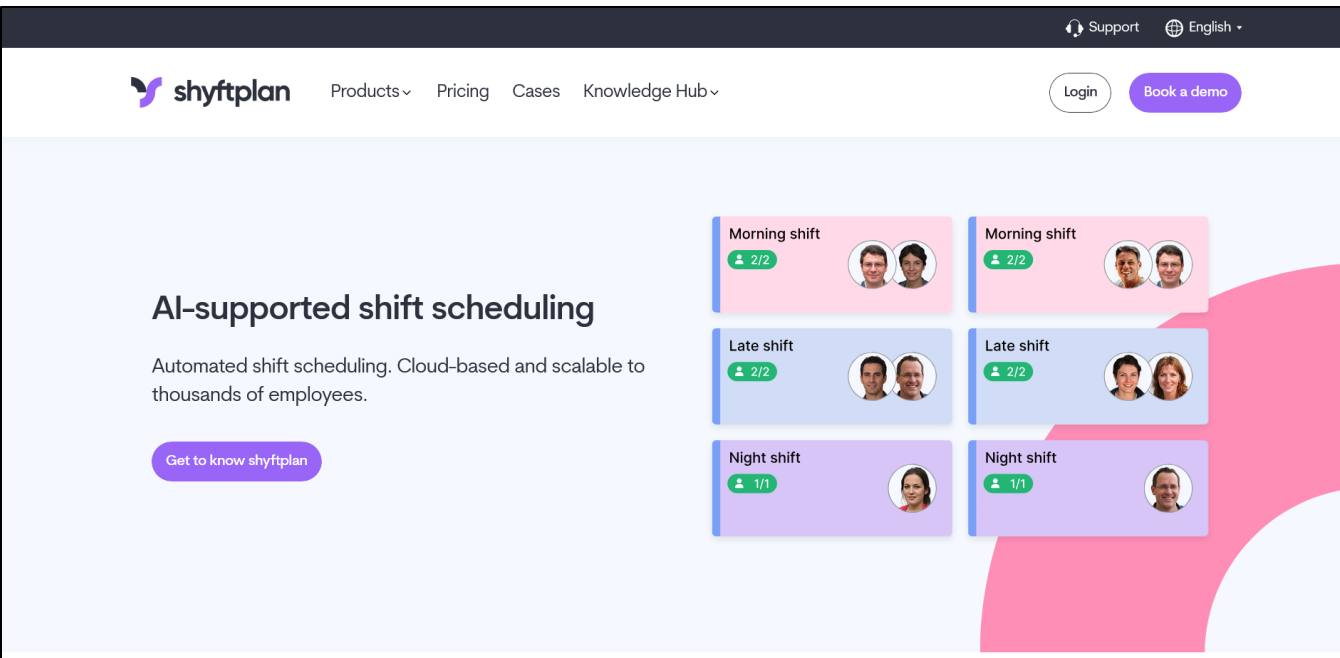 Support English
shyftplan Products Pricing Cases Knowledge Hub Login Book a demo
AI-supported shift scheduling
Automated shift scheduling. Cloud-based and scalable to
thousands of employees.
Get to know shyftplan
Morning shift
2/2
Morning shift
2/2
Late shift
2/2
Late shift
2/2
Night shift
1/1
Night shift
1/1